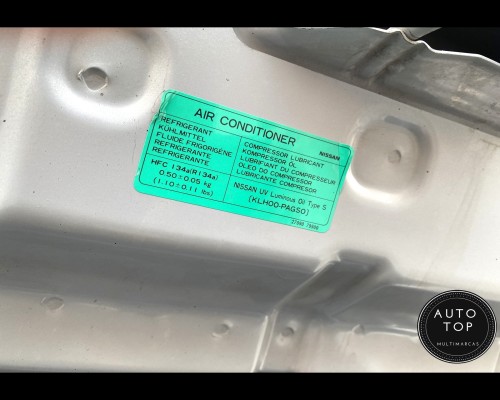 AIR CONDITIONER
NISSAN
REFRIGERANT
KÜHLMITTEL
FLUIDE FRIGORIGÈNE
REFRIGERANTE
REFRIGERANTE
HFC 134a(R134a)
0.50±0.05 kg
(1.10±0.11 lbs)
COMPRESSOR LUBRICANT
KOMPRESSOR ÖL
LUBRIFIANT DU COMPRESSEUR
OLEO DO COMPRESSOR
LUBRICANTE COMPRESOR
NISSAN UV Luminous Oil Type S
[KLH00-PAGS0]
AUTO
TOP
MULTIMARCAS